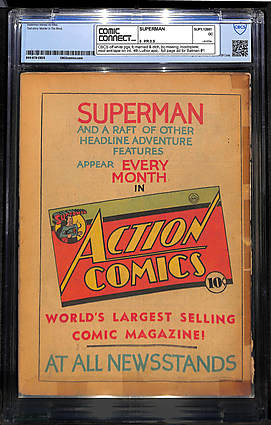 COMIC
CONNECT
SUPERMAN
SUPERMAN
AND A RAFT OF OTHER
HEADLINE ADVENTURE
FEATURES
APPEAR EVERY
MONTH
IN
ACTION
COMICS
10¢
WORLD'S LARGEST SELLING
COMIC MAGAZINE!
AT ALL NEWSSTANDS